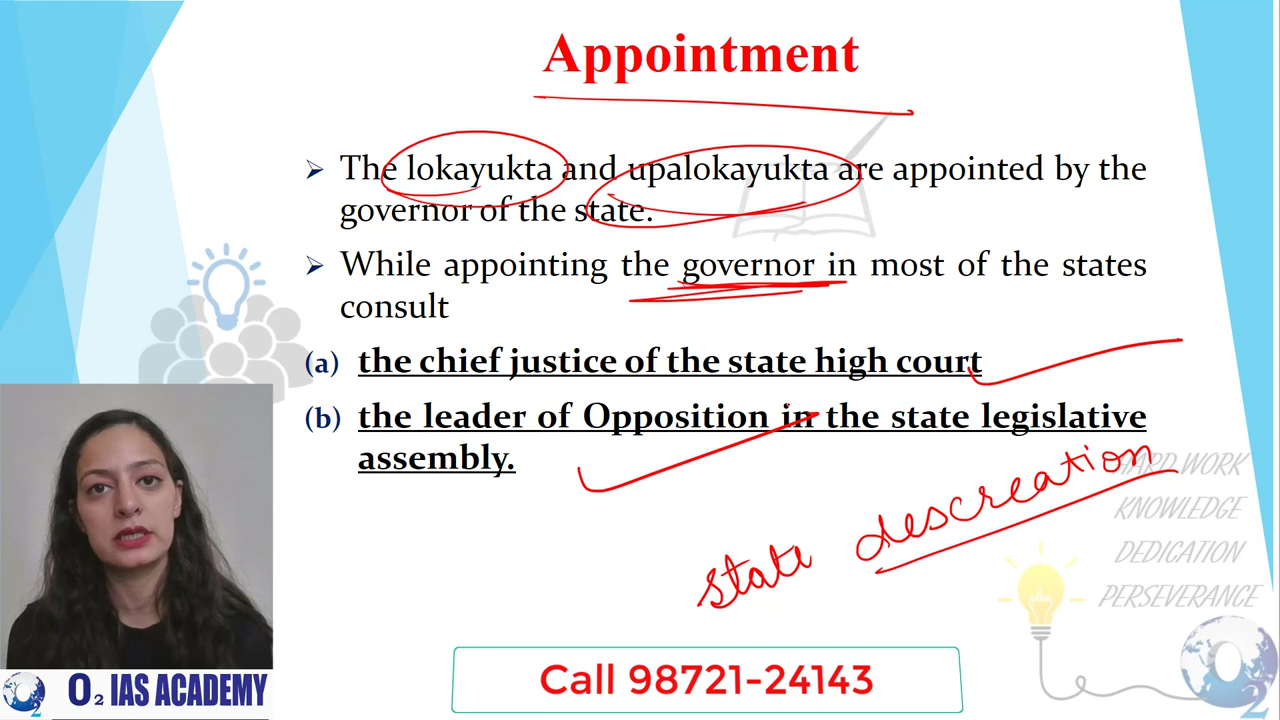 Appointment
➢ The lokayukta and upalokayukta are appointed by the
governor of the state.
➢ While appointing the governor in most of the states
consult
(a) the chief justice of the state high court
(b) the leader of Opposition in the state legislative
assembly.
state descreation
HARD WORK
KNOWLEDGE
DEDICATION
PERSEVERANCE
Call 98721-24143
O2 IAS ACADEMY